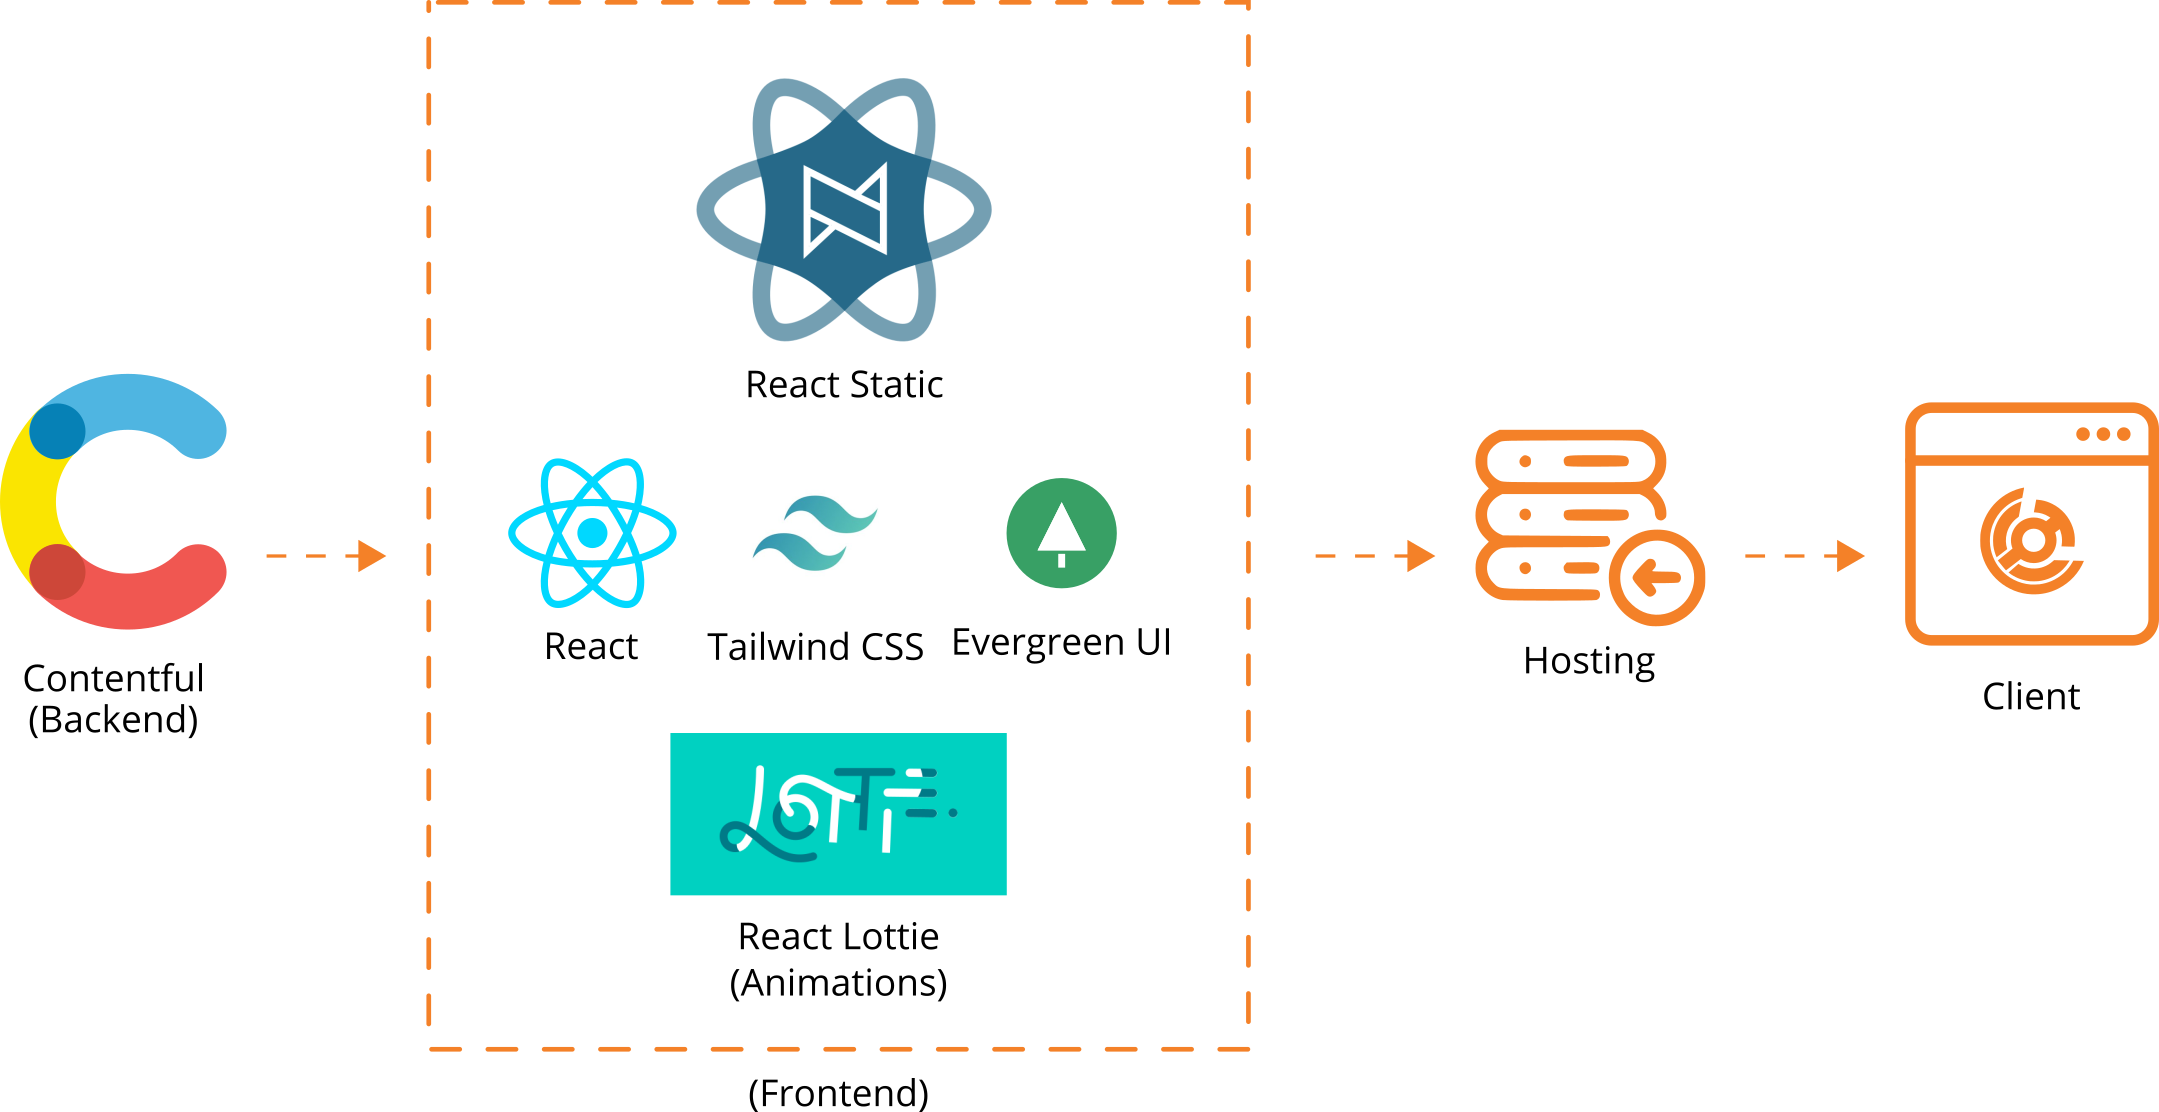 React Static
React
Tailwind CSS
Evergreen UI
Contentful
(Backend)
Hosting
Client
LOTTIE.
React Lottie
(Animations)
(Frontend)